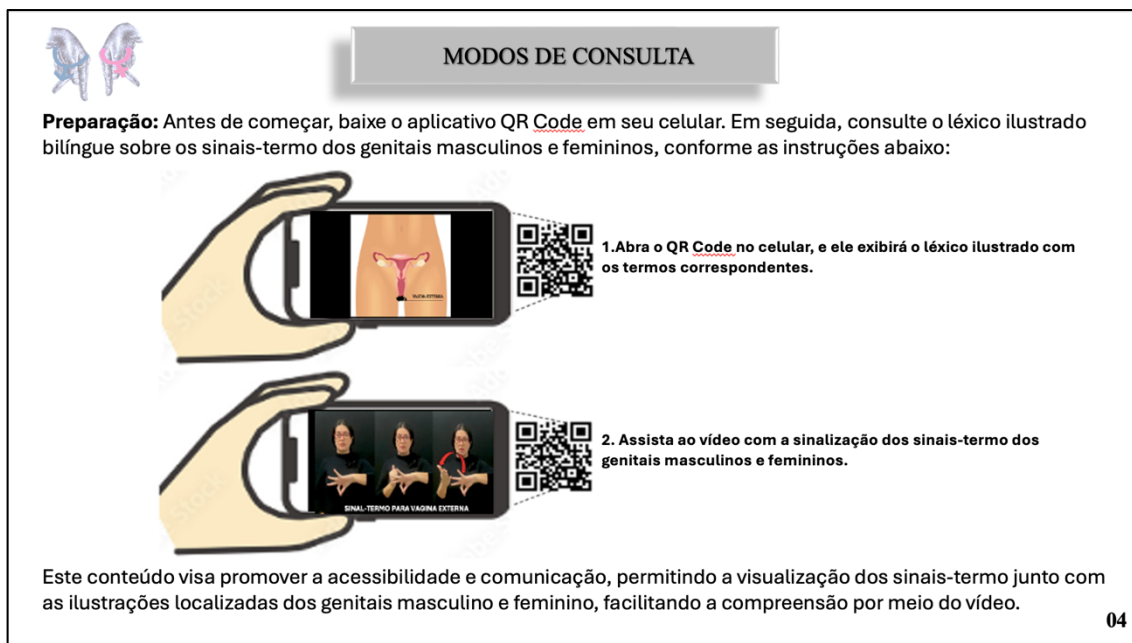 MODOS DE CONSULTA
Preparação: Antes de começar, baixe o aplicativo QR Code em seu celular. Em seguida, consulte o léxico ilustrado
bilíngue sobre os sinais-termo dos genitais masculinos e femininos, conforme as instruções abaixo:
1.Abra o QR Code no celular, e ele exibirá o léxico ilustrado com
os termos correspondentes.
2. Assista ao vídeo com a sinalização dos sinais-termo dos
genitais masculinos e femininos.
SINAL-TERMO PARA VAGINA EXTERNA
Este conteúdo visa promover a acessibilidade e comunicação, permitindo a visualização dos sinais-termo junto com
as ilustrações localizadas dos genitais masculino e feminino, facilitando a compreensão por meio do vídeo.
04